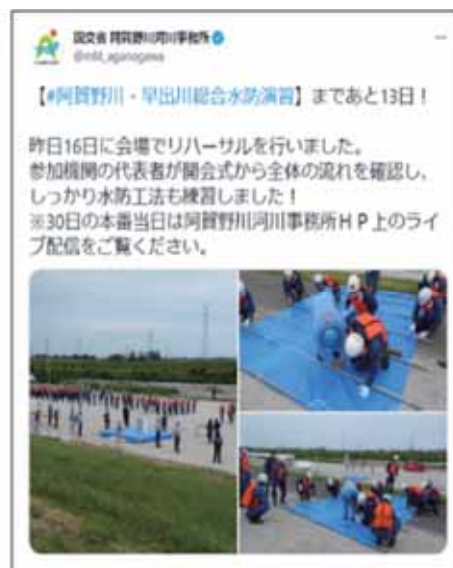 国交省 阿賀野川河川事務所
@mlit_aganogawa
【#阿賀野川・早出川総合水防演習】まであと13日！
昨日16日に会場でリハーサルを行いました。
参加機関の代表者が開会式から全体の流れを確認し、
しっかり水防工法も練習しました！
※30日の本番当日は阿賀野川河川事務所ＨＰ上のライ
ブ配信をご覧ください。